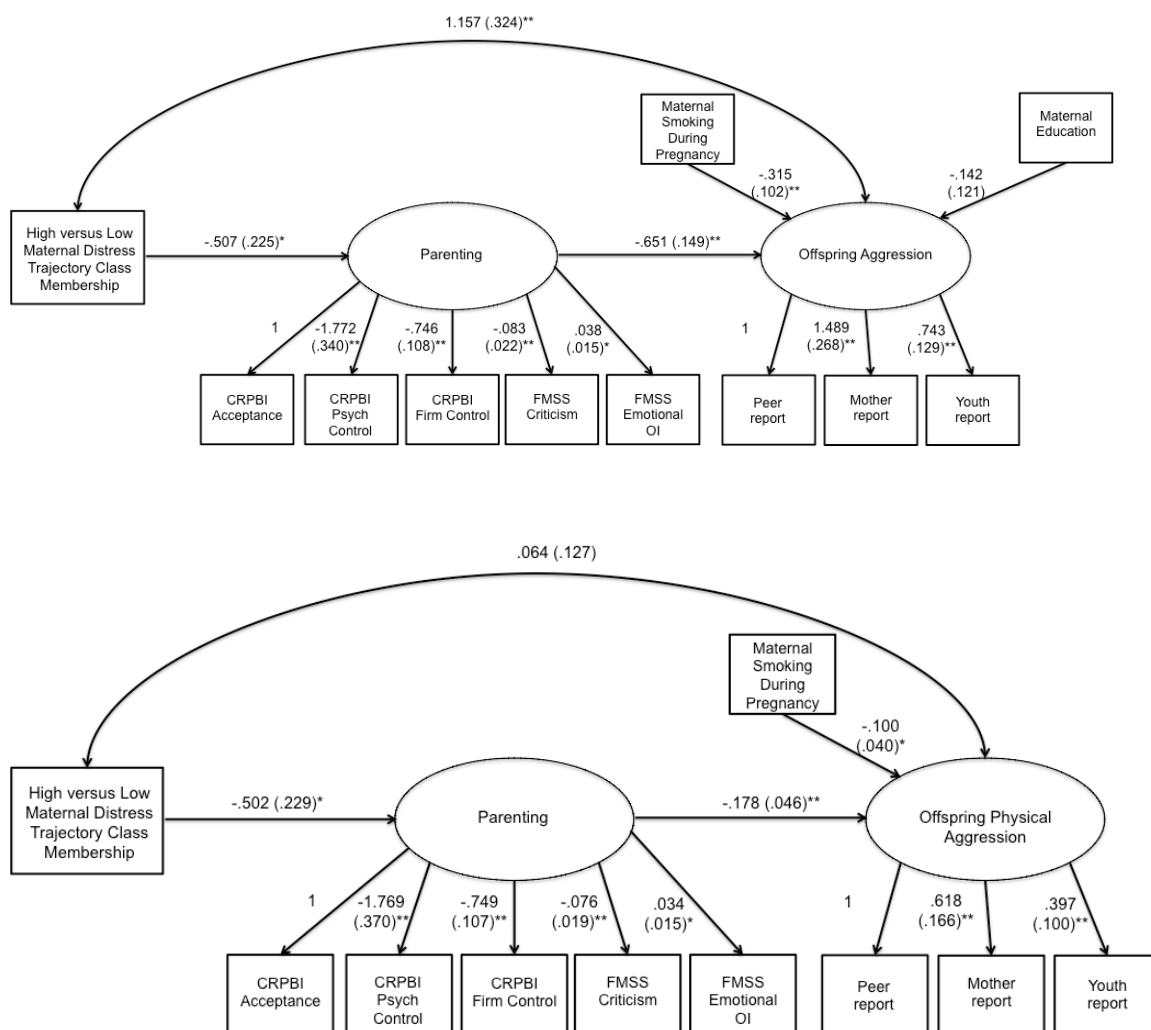 1.157 (.324)**
Maternal
Smoking
During
Pregnancy
Maternal
Education
-.315
(.102)**
-.142
(.121)
High versus Low
Maternal Distress
Trajectory Class
Membership
-.507 (.225)*
Parenting
-.651 (.149)**
Offspring Aggression
1
-1.772
(.340)**
-.746
(.108)**
-.083
(.022)**
.038
(.015)*
1
1.489
(.268)**
.743
(.129)**
CRPBI
Acceptance
CRPBI
Psych
Control
CRPBI
Firm Control
FMSS
Criticism
FMSS
Emotional
OI
Peer
report
Mother
report
Youth
report
.064 (.127)
Maternal
Smoking
During
Pregnancy
-.100
(.040)*
High versus Low
Maternal Distress
Trajectory Class
Membership
-.502 (.229)*
Parenting
-.178 (.046)**
Offspring Physical
Aggression
1
-1.769
(.370)**
-.749
(.107)**
-.076
(.019)**
.034
(.015)*
1
.618
(.166)**
.397
(.100)**
CRPBI
Acceptance
CRPBI
Psych
Control
CRPBI
Firm Control
FMSS
Criticism
FMSS
Emotional
OI
Peer
report
Mother
report
Youth
report